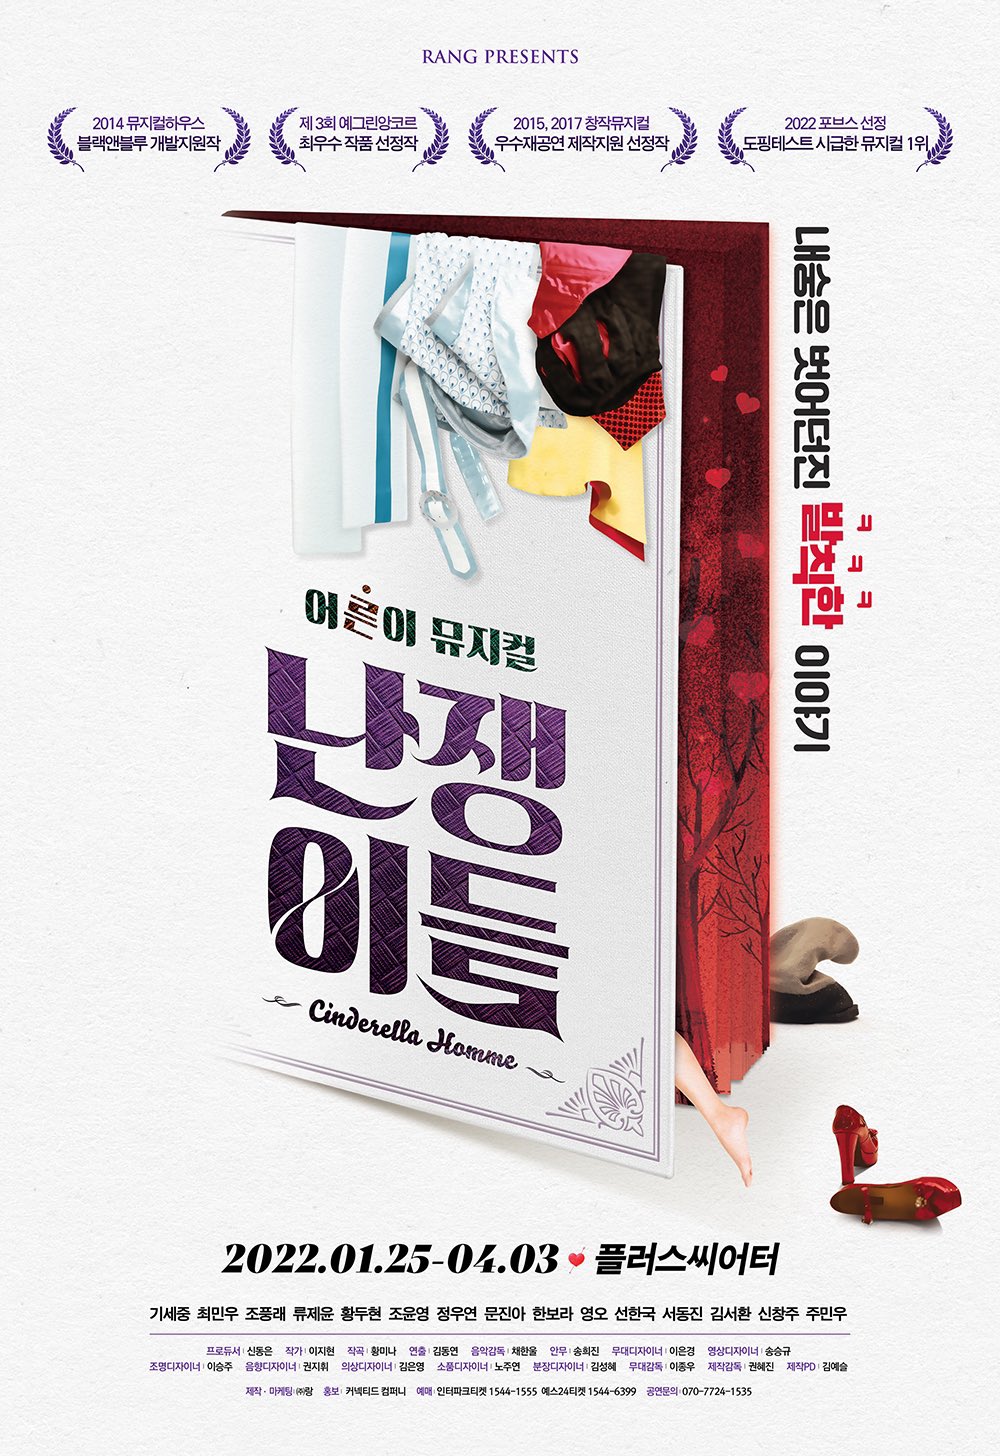 RANG PRESENTS
2014 뮤지컬하우스
블랙앤블루 개발지원작
제 3회 예그린앙코르
최우수 작품 선정작
2015, 2017 창작뮤지컬
우수재공연 제작지원 선정작
2022 포브스 선정
도핑테스트 시급한 뮤지컬 1위
내숭은 벗어던진 발칙한 이야기
ㅋ ㅋ ㅋ
어른이 뮤지컬
난쟁
이들
Cinderella Homme
2022.01.25-04.03 플러스씨어터
기세중 최민우 조풍래 류제윤 황두현 조윤영 정우연 문진아 한보라 영오 선한국 서동진 김서환 신창주 주민우
프로듀서 신동은 작가 이지현 작곡 황미나 연출 김동연 음악감독 채한울 안무 송희진 무대디자이너 이은경 영상디자이너 송승규
조명디자이너 이승주 음향디자이너 권지휘 의상디자이너 김은영 소품디자이너 노주연 분장디자이너 김성혜 무대감독 이종우 제작감독 권혜진 제작PD 김예슬
제작·마케팅 ㈜랑 홍보 커넥티드 컴퍼니 예매 인터파크티켓 1544-1555 예스24티켓 1544-6399 공연문의 070-7724-1535